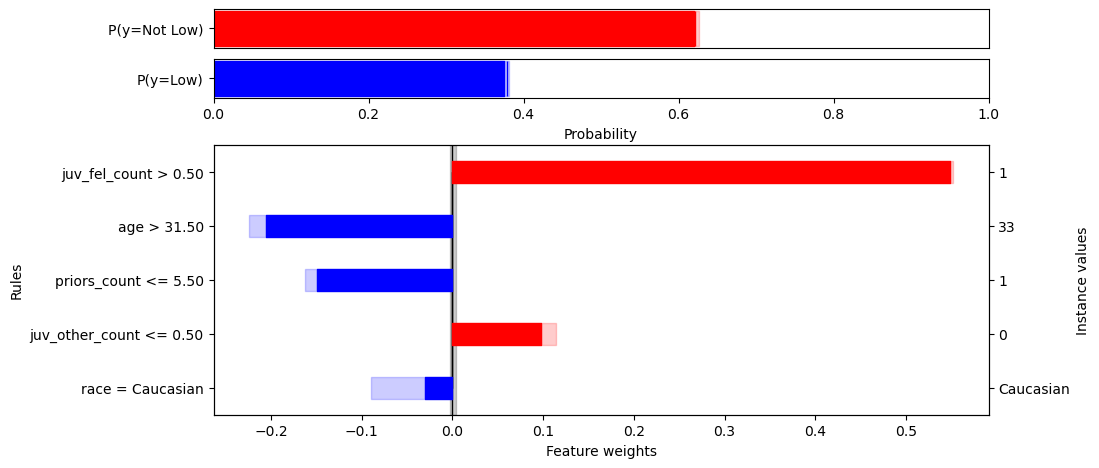 P(y=Not Low)
P(y=Low)
0.0 0.2 0.4 0.6 0.8 1.0
Probability
juv_fel_count > 0.50 1
age > 31.50 33
priors_count <= 5.50 1
juv_other_count <= 0.50 0
race = Caucasian Caucasian
Rules
Instance values
−0.2 −0.1 0.0 0.1 0.2 0.3 0.4 0.5
Feature weights